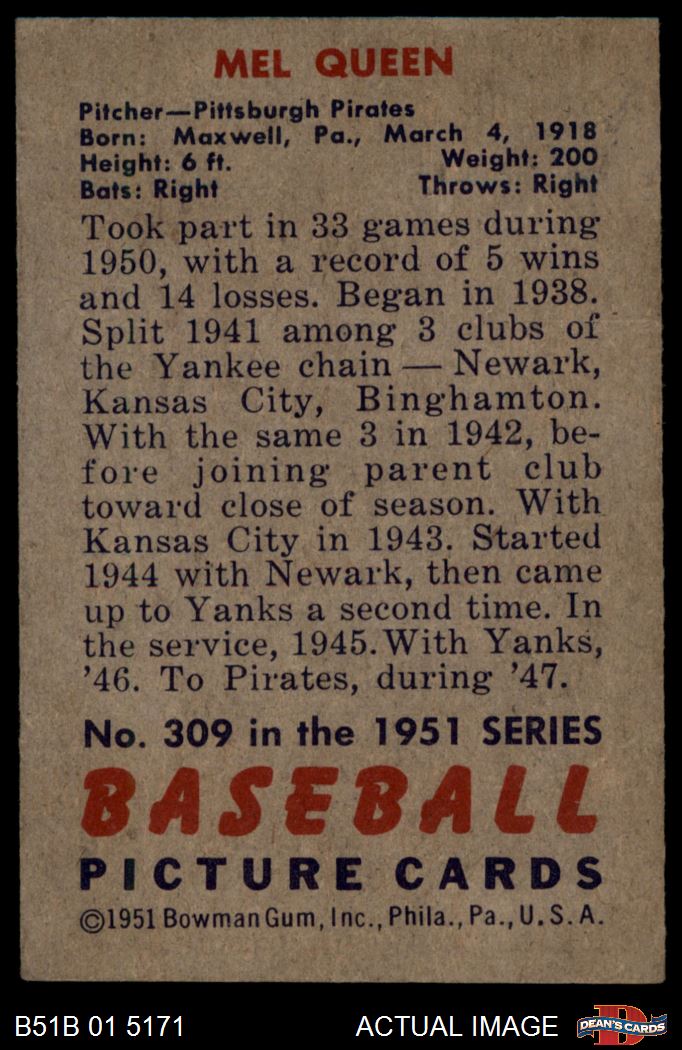 MEL QUEEN
Pitcher—Pittsburgh Pirates
Born: Maxwell, Pa., March 4, 1918
Height: 6 ft. Weight: 200
Bats: Right Throws: Right
Took part in 33 games during
1950, with a record of 5 wins
and 14 losses. Began in 1938.
Split 1941 among 3 clubs of
the Yankee chain — Newark,
Kansas City, Binghamton.
With the same 3 in 1942, be-
fore joining parent club
toward close of season. With
Kansas City in 1943. Started
1944 with Newark, then came
up to Yanks a second time. In
the service, 1945. With Yanks,
'46. To Pirates, during '47.
No. 309 in the 1951 SERIES
BASEBALL
PICTURE CARDS
©1951 Bowman Gum, Inc., Phila., Pa., U.S.A.
B51B 01 5171 ACTUAL IMAGE
D
DEAN'S CARDS